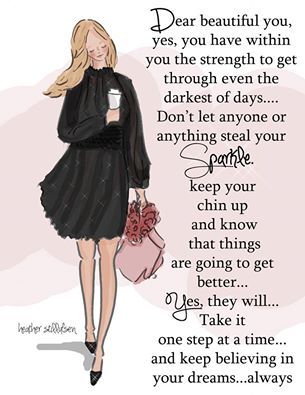 Dear beautiful you,
yes, you have within
you the strength to get
through even the
darkest of days....
Don't let anyone or
anything steal your
Sparkle.
keep your
chin up
and know
that things
are going to get
better...
Yes, they will...
Take it
one step at a time...
and keep believing in
your dreams...always
heather stillufsen